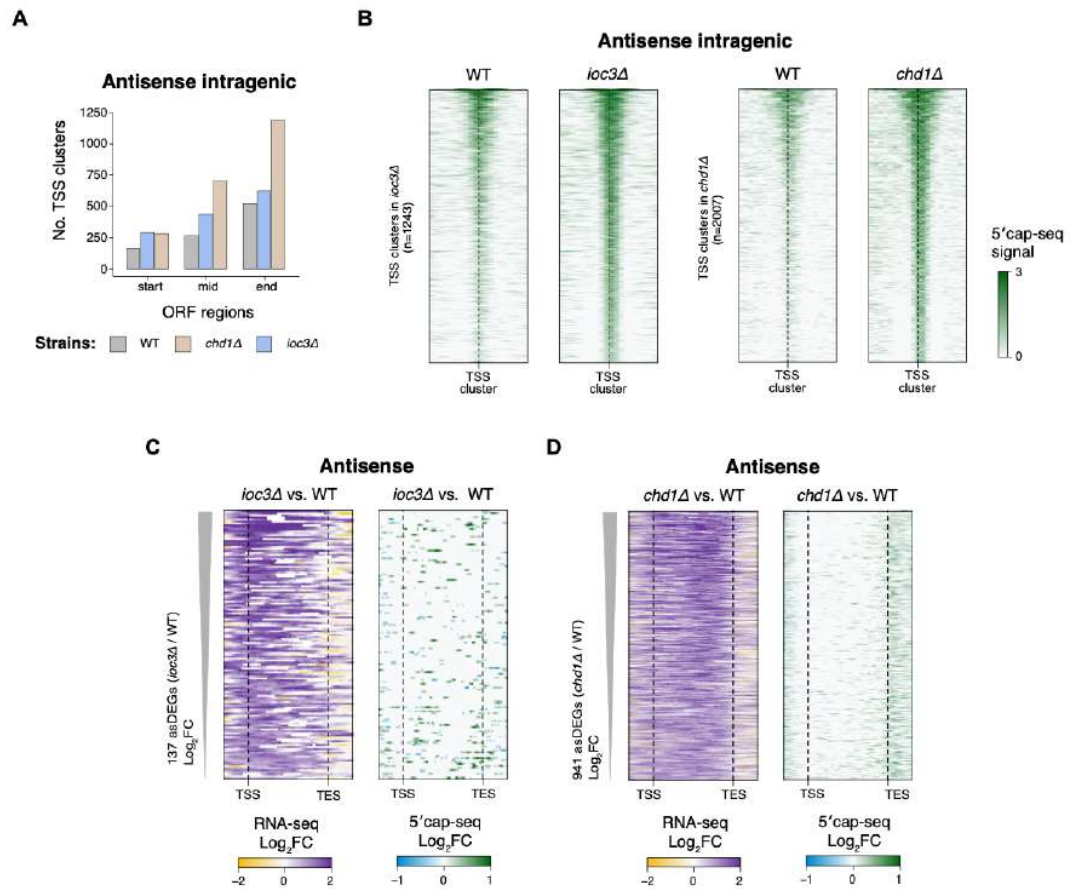 A
Antisense intragenic
No. TSS clusters
1250
1000
750
500
250
0
start mid end
ORF regions
Strains: WT chd1Δ ioc3Δ
B
Antisense intragenic
WT ioc3Δ WT chd1Δ
TSS clusters in ioc3Δ
(n=1243)
TSS clusters in chd1Δ
(n=2007)
TSS
cluster
TSS
cluster
TSS
cluster
TSS
cluster
5′cap-seq
signal
3
0
C
Antisense
ioc3Δ vs. WT ioc3Δ vs. WT
137 asDEGs (ioc3Δ / WT)
Log2FC
TSS TES TSS TES
RNA-seq
Log2FC
-2 0 2
5′cap-seq
Log2FC
-1 0 1
D
Antisense
chd1Δ vs. WT chd1Δ vs. WT
941 asDEGs (chd1Δ / WT)
Log2FC
TSS TES TSS TES
RNA-seq
Log2FC
-2 0 2
5′cap-seq
Log2FC
-1 0 1